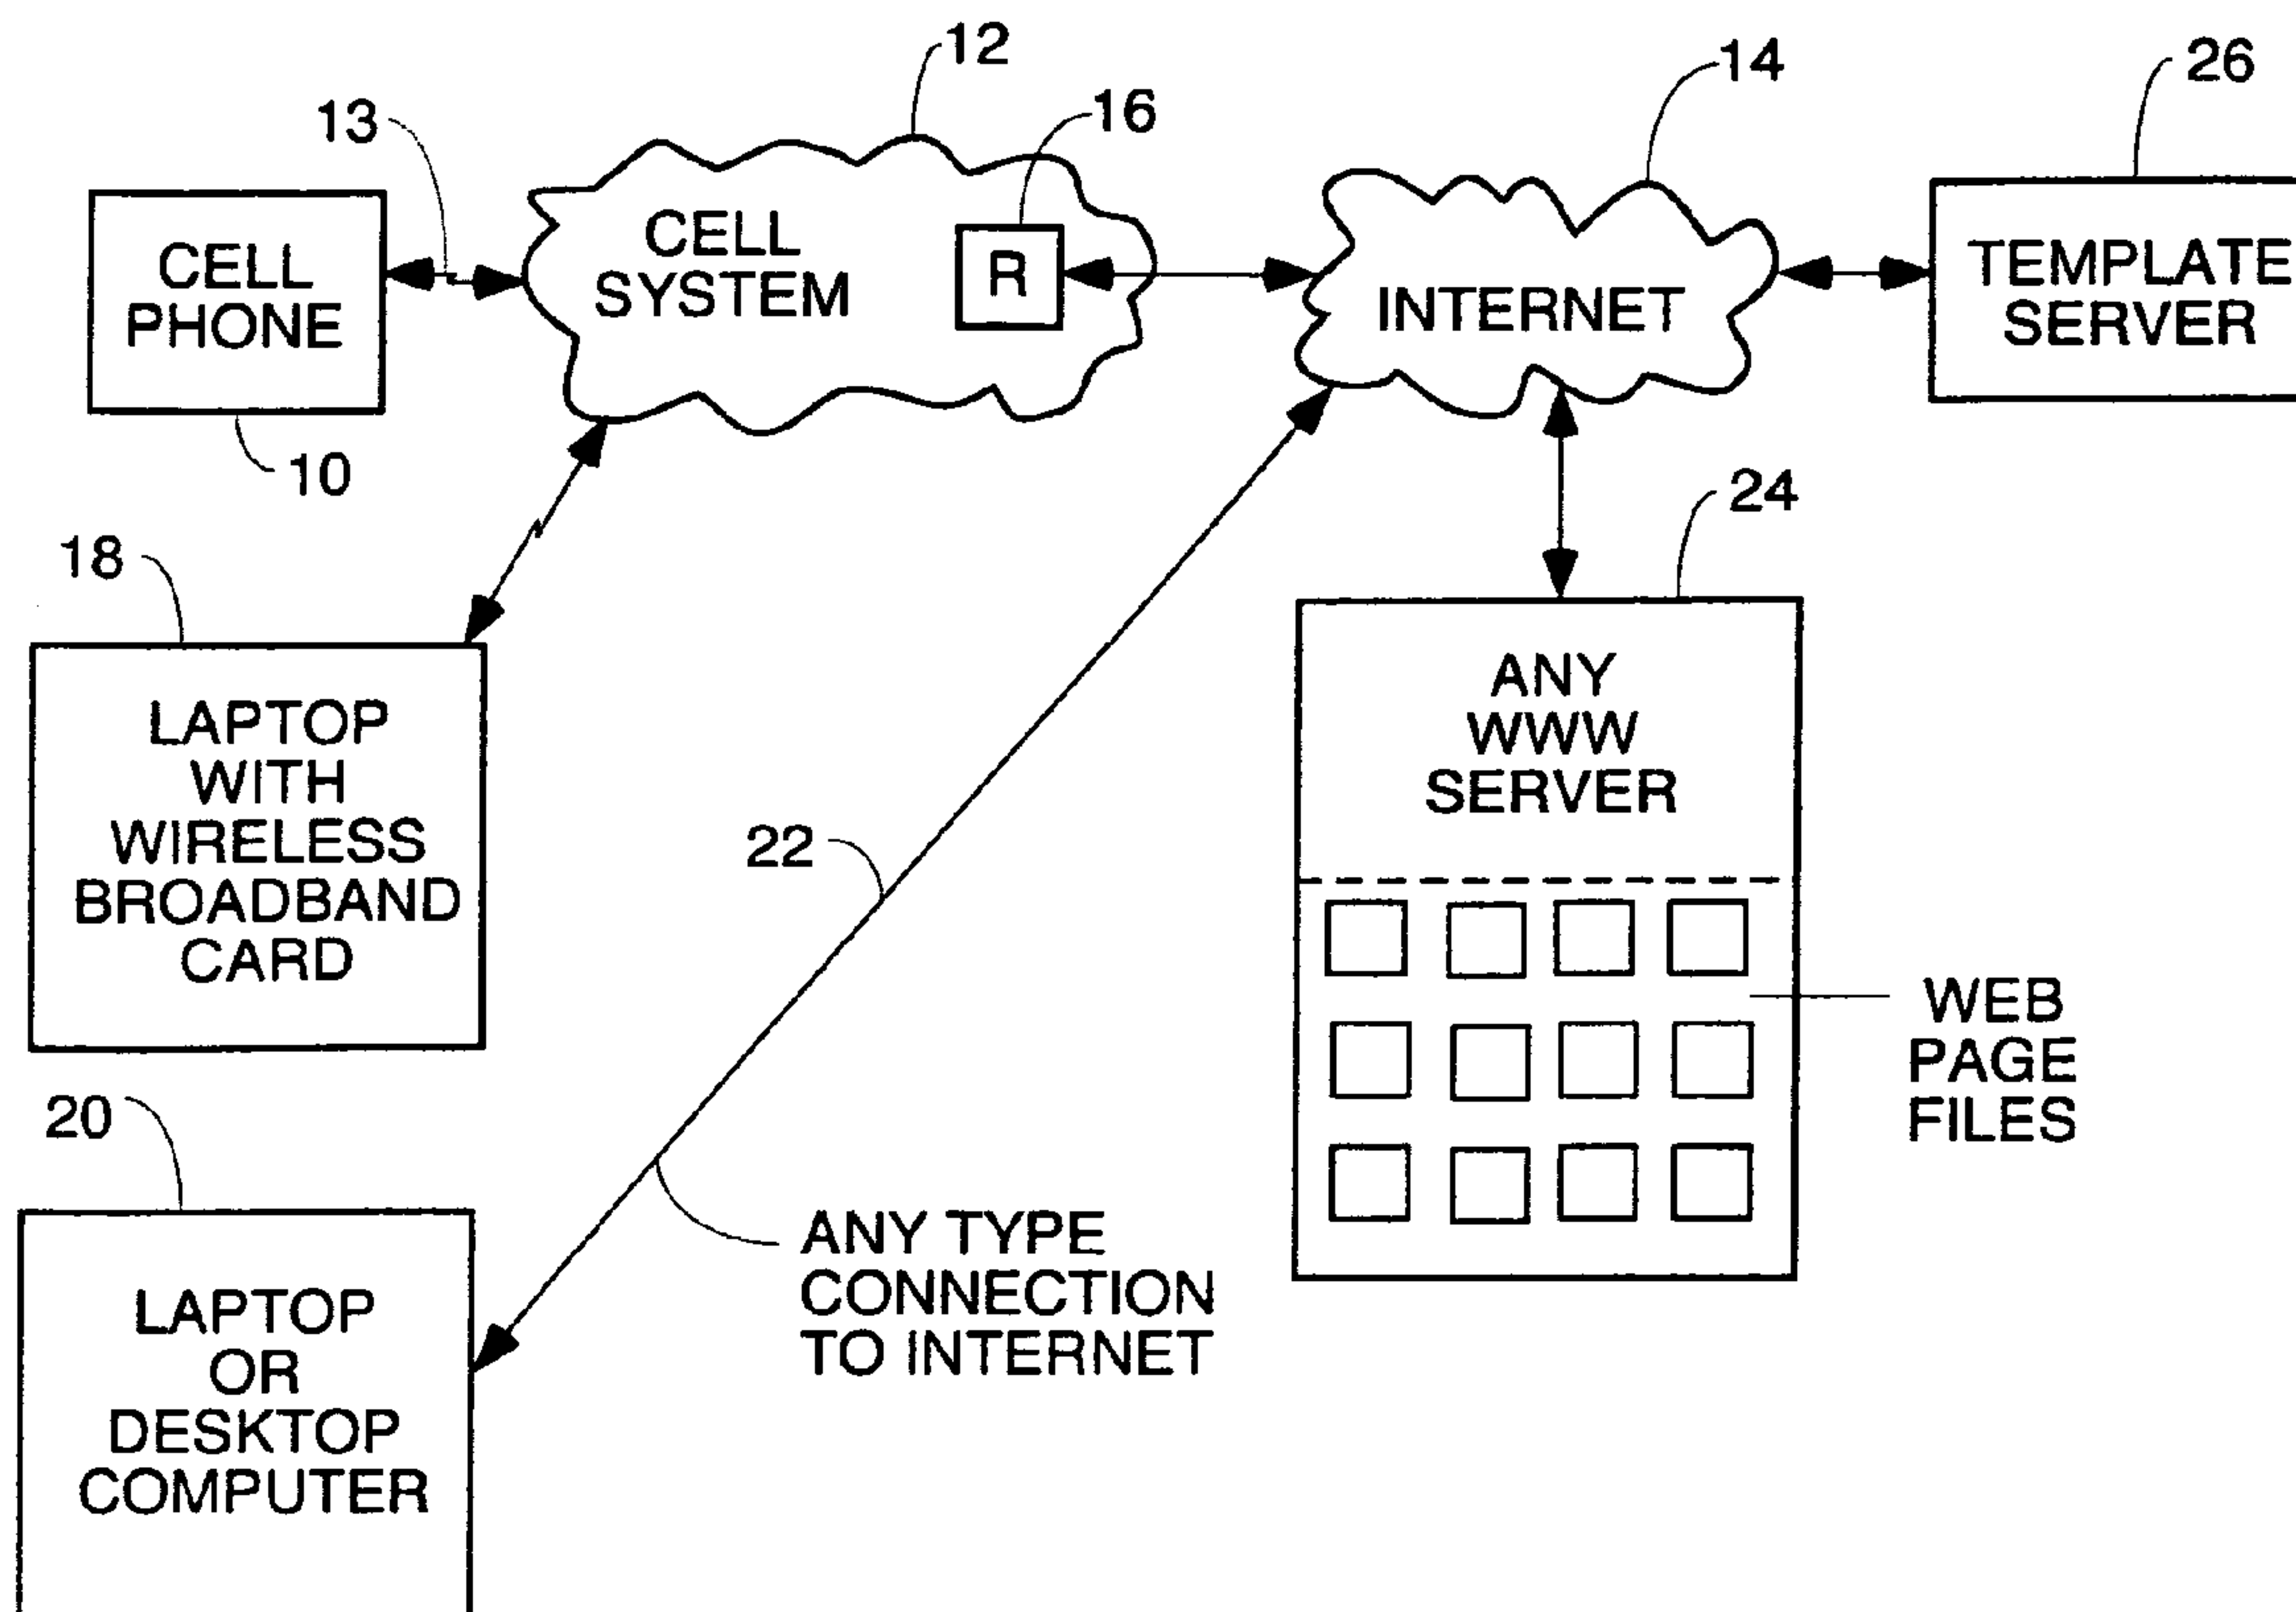 12
14
26
13
16
CELL
PHONE
CELL
SYSTEM
R
INTERNET
TEMPLATE
SERVER
10
18
24
LAPTOP
WITH
WIRELESS
BROADBAND
CARD
ANY
WWW
SERVER
22
WEB
PAGE
FILES
20
ANY TYPE
CONNECTION
TO INTERNET
LAPTOP
OR
DESKTOP
COMPUTER